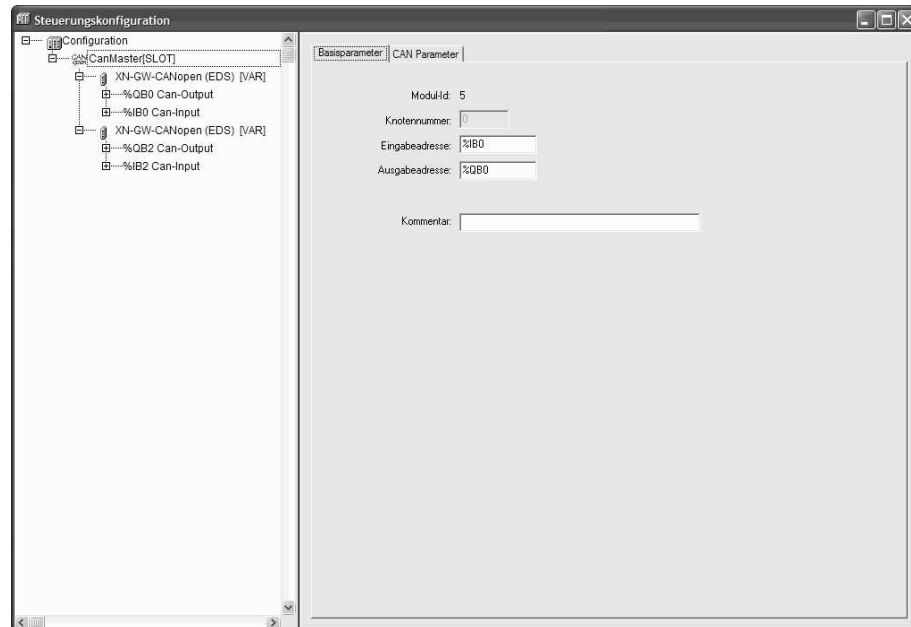 Steuerungskonfiguration
Configuration
CanMaster[SLOT]
XN-GW-CANopen (EDS) [VAR]
%QB0 Can-Output
%IB0 Can-Input
XN-GW-CANopen (EDS) [VAR]
%QB2 Can-Output
%IB2 Can-Input
Basisparameter CAN Parameter
Modul-Id: 5
Knotennummer: 0
Eingabeadresse: %IB0
Ausgabeadresse: %QB0
Kommentar: